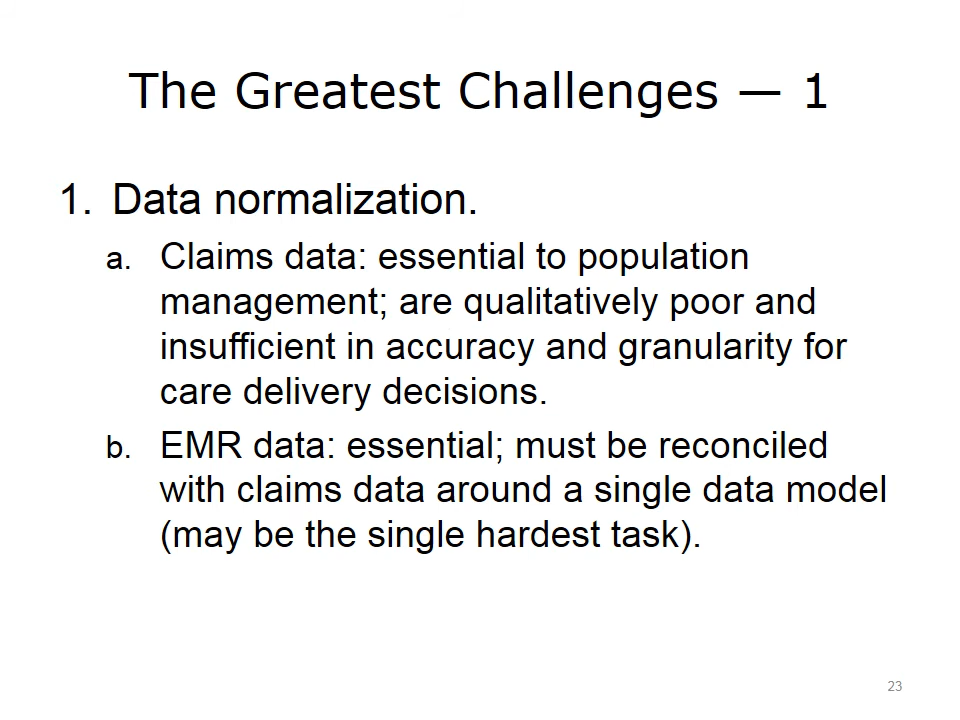 The Greatest Challenges — 1
1. Data normalization.
a. Claims data: essential to population
management; are qualitatively poor and
insufficient in accuracy and granularity for
care delivery decisions.
b. EMR data: essential; must be reconciled
with claims data around a single data model
(may be the single hardest task).
23